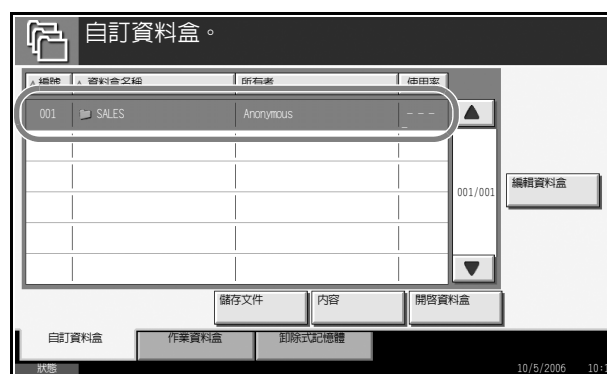 自訂資料盒。
編號 資料盒名稱 所有者 使用率
001 SALES Anonymous - - -
001/001
編輯資料盒
儲存文件 內容 開啓資料盒
自訂資料盒 作業資料盒 卸除式記憶體
狀態 10/5/2006 10:1